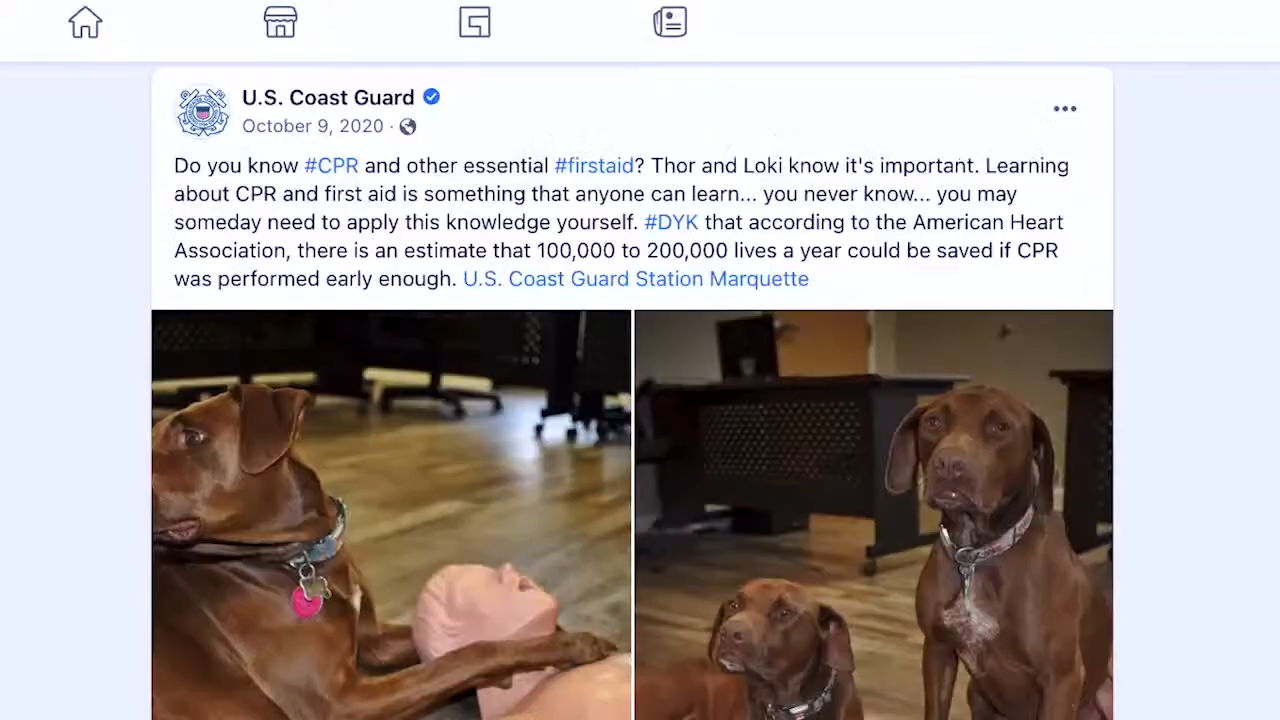 U.S. Coast Guard
October 9, 2020 ·
Do you know #CPR and other essential #firstaid? Thor and Loki know it's important. Learning
about CPR and first aid is something that anyone can learn... you never know... you may
someday need to apply this knowledge yourself. #DYK that according to the American Heart
Association, there is an estimate that 100,000 to 200,000 lives a year could be saved if CPR
was performed early enough. U.S. Coast Guard Station Marquette